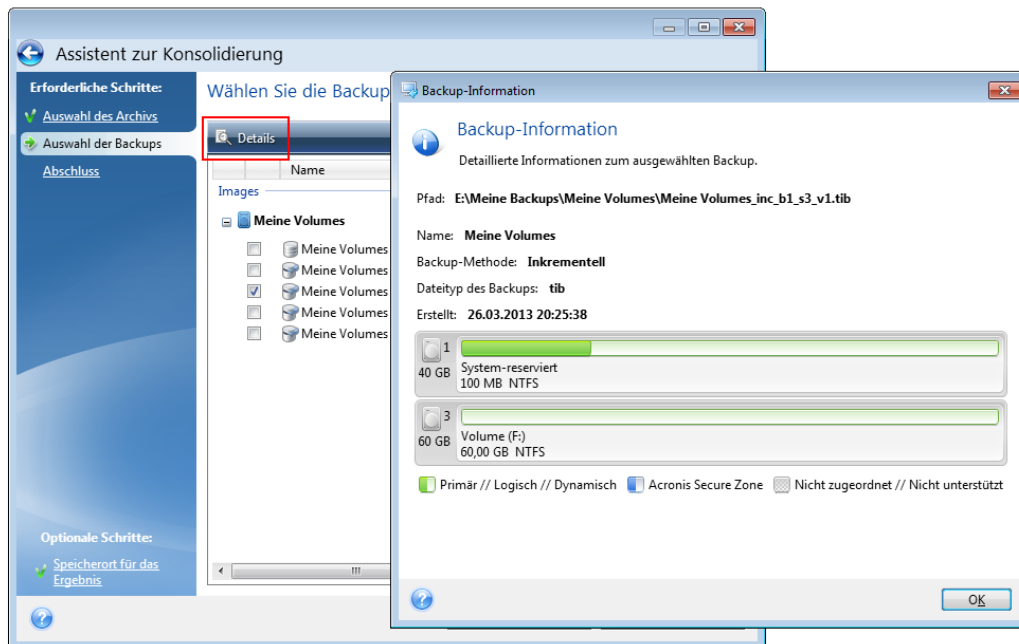 Assistent zur Konsolidierung
Erforderliche Schritte:
Auswahl des Archivs
Auswahl der Backups
Abschluss
Optionale Schritte:
Speicherort für das
Ergebnis
Wählen Sie die Backup
Details
Name
Images
Meine Volumes
Meine Volumes
Meine Volumes
Meine Volumes
Meine Volumes
Meine Volumes
Backup-Information
Backup-Information
Detaillierte Informationen zum ausgewählten Backup.
Pfad: E:\Meine Backups\Meine Volumes\Meine Volumes_inc_b1_s3_v1.tib
Name: Meine Volumes
Backup-Methode: Inkrementell
Dateityp des Backups: tib
Erstellt: 26.03.2013 20:25:38
1
40 GB
System-reserviert
100 MB NTFS
3
60 GB
Volume (F:)
60,00 GB NTFS
Primär // Logisch // Dynamisch Acronis Secure Zone Nicht zugeordnet // Nicht unterstützt
OK